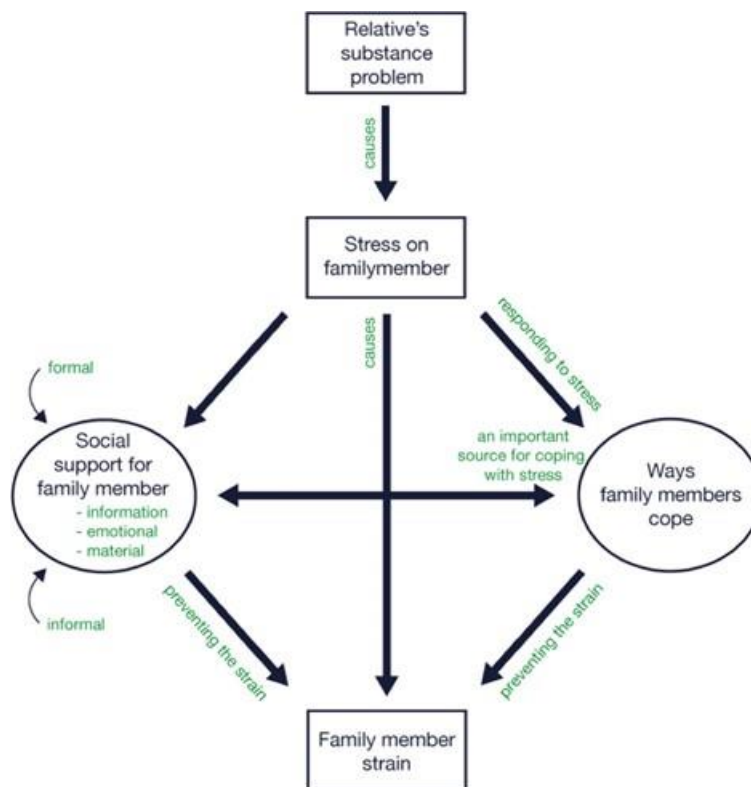 Relative's
substance
problem
causes
Stress on
familymember
causes
responding to stress
formal
Social
support for
family member
- information
- emotional
- material
informal
an important
source for coping
with stress
Ways
family members
cope
preventing the strain
preventing the strain
Family member
strain